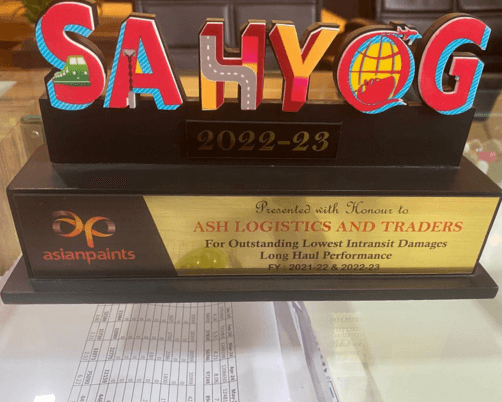 SAHYOG
2022-23
Presented with Honour to
ASH LOGISTICS AND TRADERS
For Outstanding Lowest Intransit Damages
Long Haul Performance
FY : 2021-22 & 2022-23
ap
asianpaints